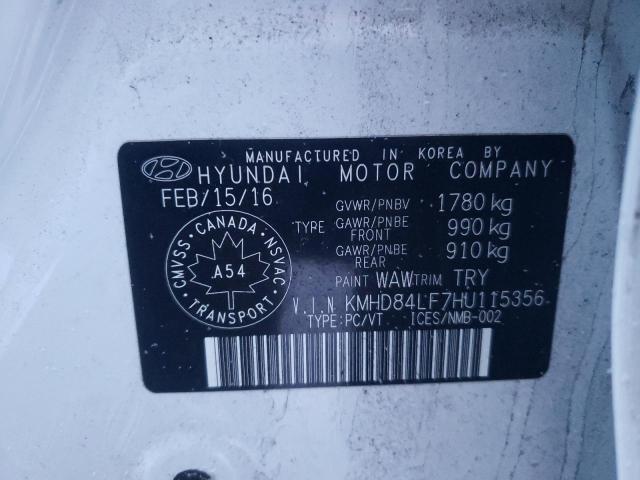 MANUFACTURED IN KOREA BY
HYUNDAI MOTOR COMPANY
FEB/15/16
GVWR/PNBV 1780 kg
TYPE GAWR/PNBE FRONT 990 kg
GAWR/PNBE REAR 910 kg
PAINT WAW TRIM TRY
V.I.N KMHD84LF7HU115356
TYPE:PC/VT ICES/NMB-002
CMVSS · CANADA · NSVAC
A54
TRANSPORT